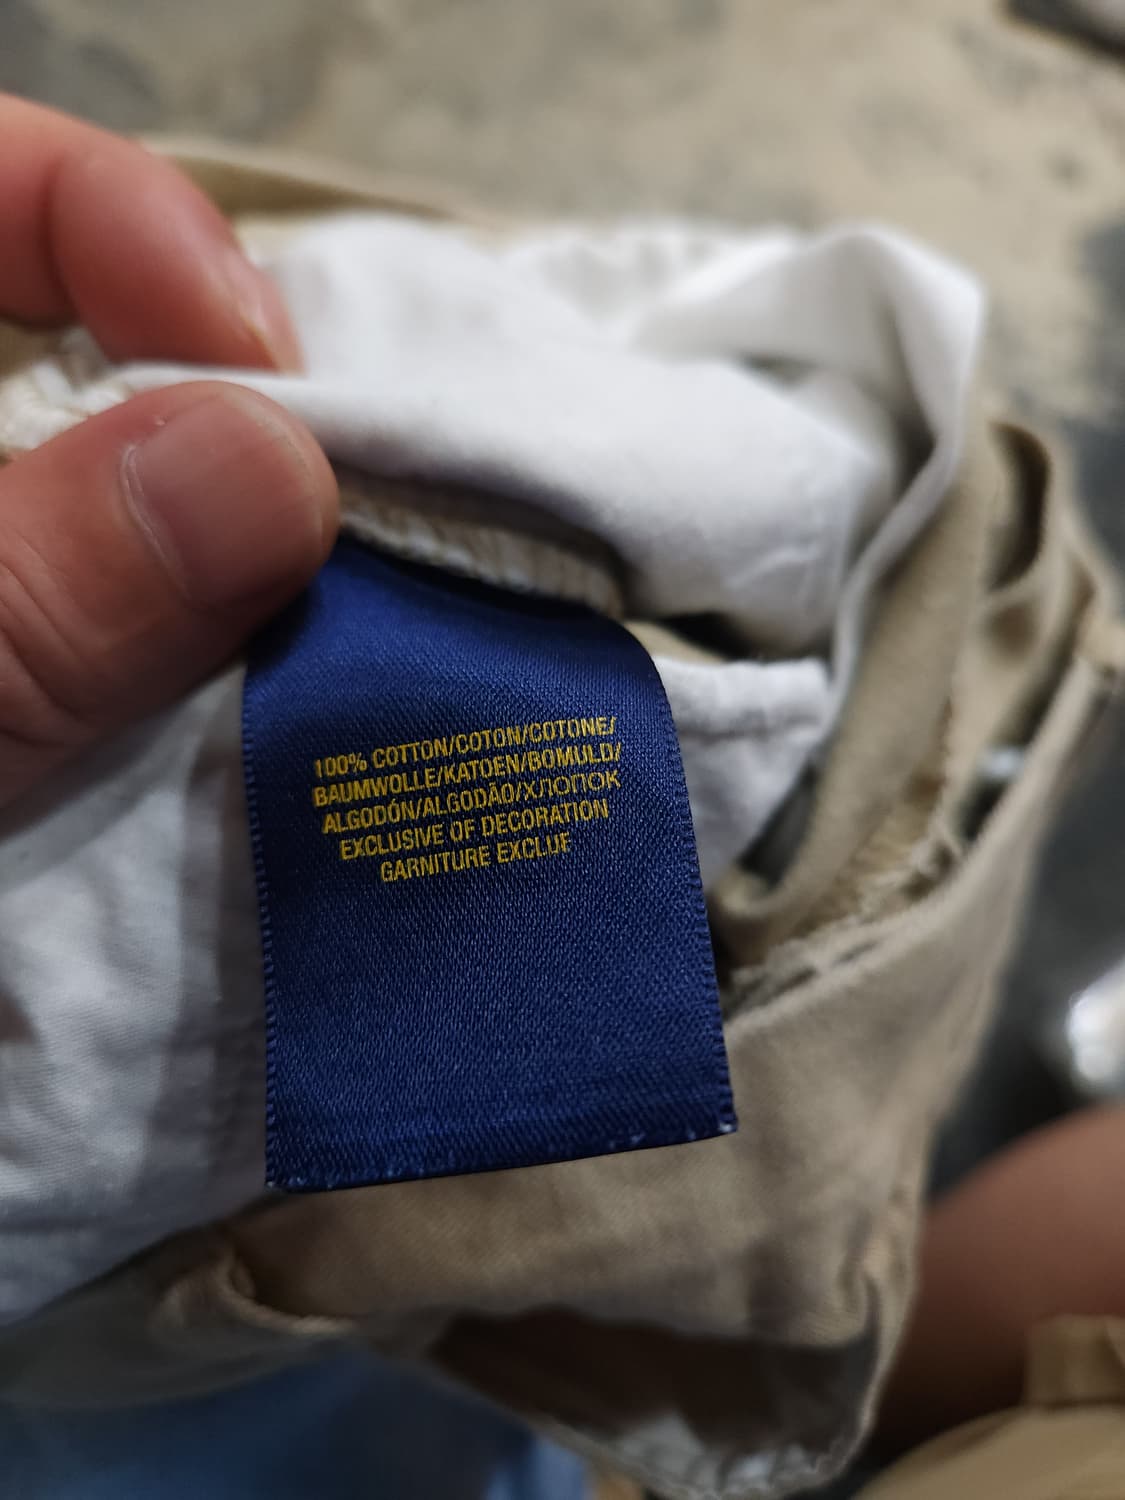 100% COTTON/COTON/COTONE/
BAUMWOLLE/KATOEN/BOMULD/
ALGODÓN/ALGODÃO/ХЛОПОК
EXCLUSIVE OF DECORATION
GARNITURE EXCLUE